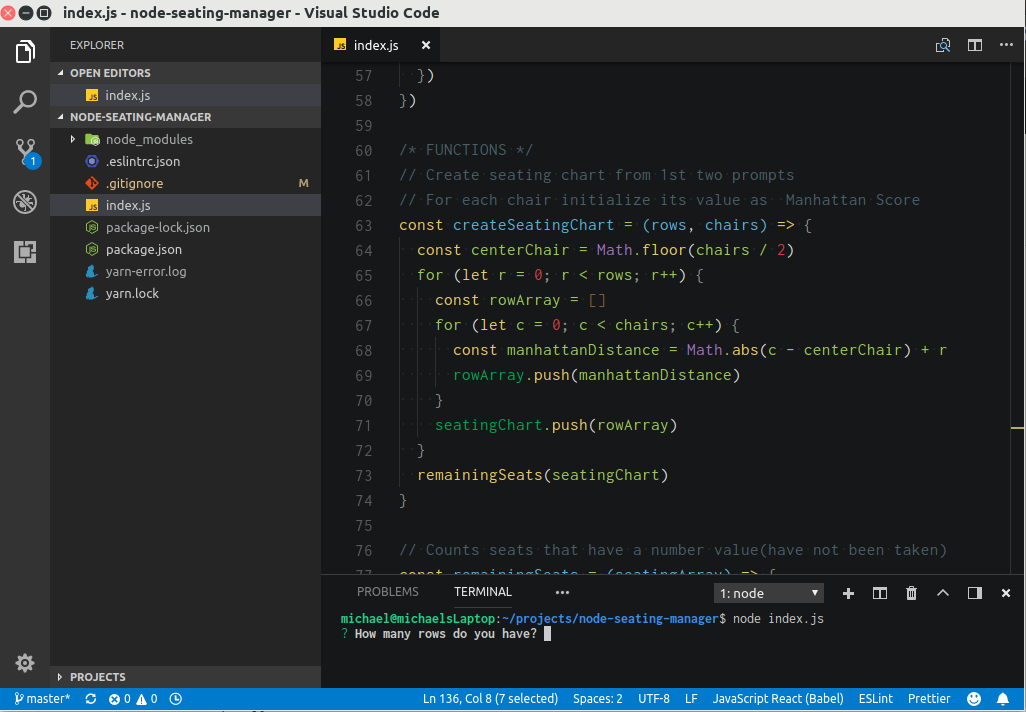 index.js - node-seating-manager - Visual Studio Code
EXPLORER
OPEN EDITORS
JS index.js
NODE-SEATING-MANAGER
node_modules
.eslintrc.json
.gitignore M
JS index.js
package-lock.json
package.json
yarn-error.log
yarn.lock
PROJECTS
1
JS index.js ×
57 })
58 })
59
60 /* FUNCTIONS */
61 // Create seating chart from 1st two prompts
62 // For each chair initialize its value as  Manhattan Score
63 const createSeatingChart = (rows, chairs) => {
64   const centerChair = Math.floor(chairs / 2)
65   for (let r = 0; r < rows; r++) {
66     const rowArray = []
67     for (let c = 0; c < chairs; c++) {
68       const manhattanDistance = Math.abs(c - centerChair) + r
69       rowArray.push(manhattanDistance)
70     }
71     seatingChart.push(rowArray)
72   }
73   remainingSeats(seatingChart)
74 }
75
76 // Counts seats that have a number value(have not been taken)
77 const remainingSeats = (seatingArray) => {
PROBLEMS TERMINAL ••• 1: node
michael@michaelsLaptop:~/projects/node-seating-manager$ node index.js
? How many rows do you have?
master* 0 0 Ln 136, Col 8 (7 selected) Spaces: 2 UTF-8 LF JavaScript React (Babel) ESLint Prettier